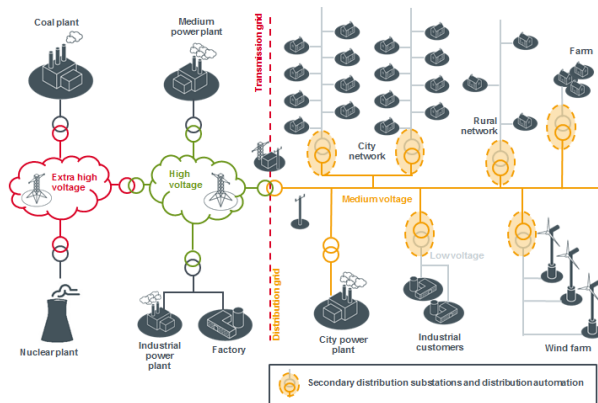 Coal plant
Medium
power plant
Transmission grid
Farm
City
network
Rural
network
Extra high
voltage
High
voltage
Medium voltage
Low voltage
Distribution grid
Nuclear plant
Industrial
power
plant
Factory
City power
plant
Industrial
customers
Wind farm
Secondary distribution substations and distribution automation